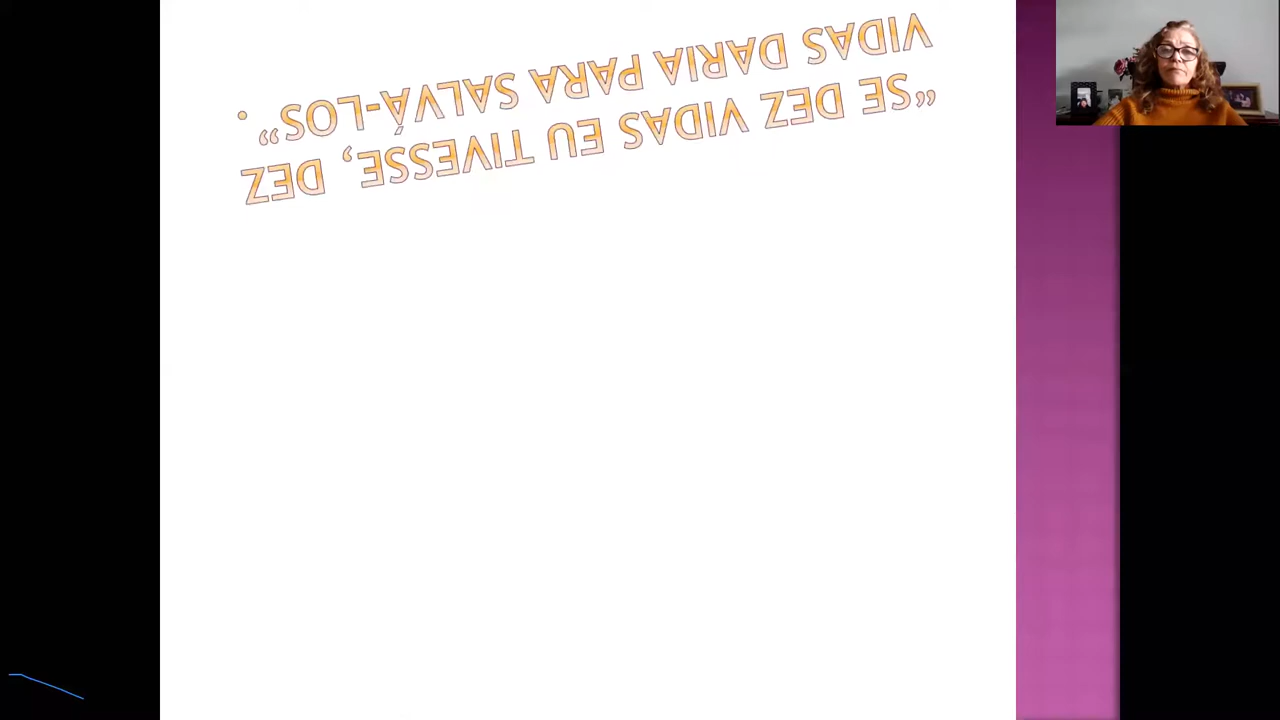 “SE DEZ VIDAS EU TIVESSE, DEZ
VIDAS DARIA PARA SALVÁ-LOS” .